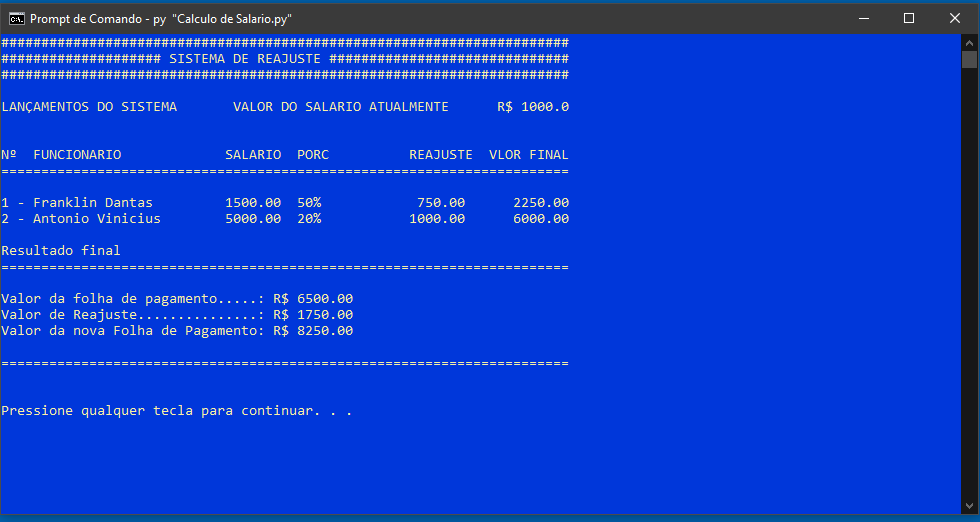 Prompt de Comando - py "Calculo de Salario.py"
#######################################################################
#################### SISTEMA DE REAJUSTE ##############################
#######################################################################
LANÇAMENTOS DO SISTEMA       VALOR DO SALARIO ATUALMENTE      R$ 1000.0
Nº  FUNCIONARIO             SALARIO  PORC          REAJUSTE  VLOR FINAL
=======================================================================
1 - Franklin Dantas         1500.00  50%            750.00      2250.00
2 - Antonio Vinicius        5000.00  20%           1000.00      6000.00
Resultado final
=======================================================================
Valor da folha de pagamento.....: R$ 6500.00
Valor de Reajuste...............: R$ 1750.00
Valor da nova Folha de Pagamento: R$ 8250.00
=======================================================================
Pressione qualquer tecla para continuar. . .